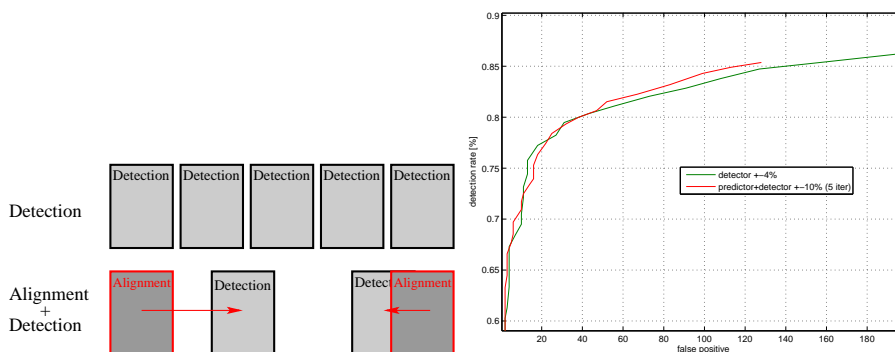 Detection
Detection Detection Detection Detection Detection
Alignment
+
Detection
Alignment
Detection
Detect
Alignment
detection rate [%]
0.9
0.85
0.8
0.75
0.7
0.65
0.6
detector +−4%
predictor+detector +−10% (5 iter)
20 40 60 80 100 120 140 160 180
false positive